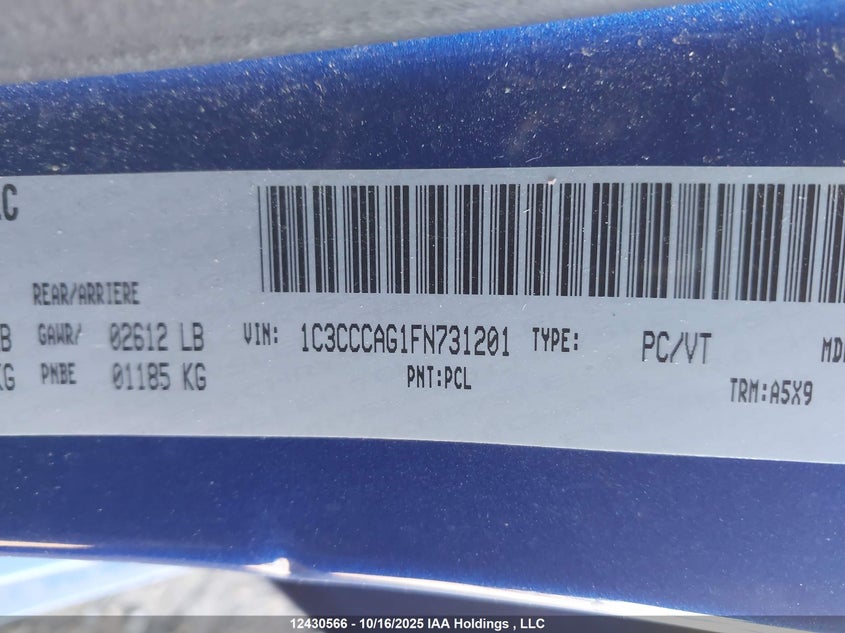 REAR/ARRIERE
GAWR/ 02612 LB
PNBE 01185 KG
VIN: 1C3CCCAG1FN731201 TYPE: PC/VT
PNT:PCL
TRM:A5X9
12430566 - 10/16/2025 IAA Holdings , LLC